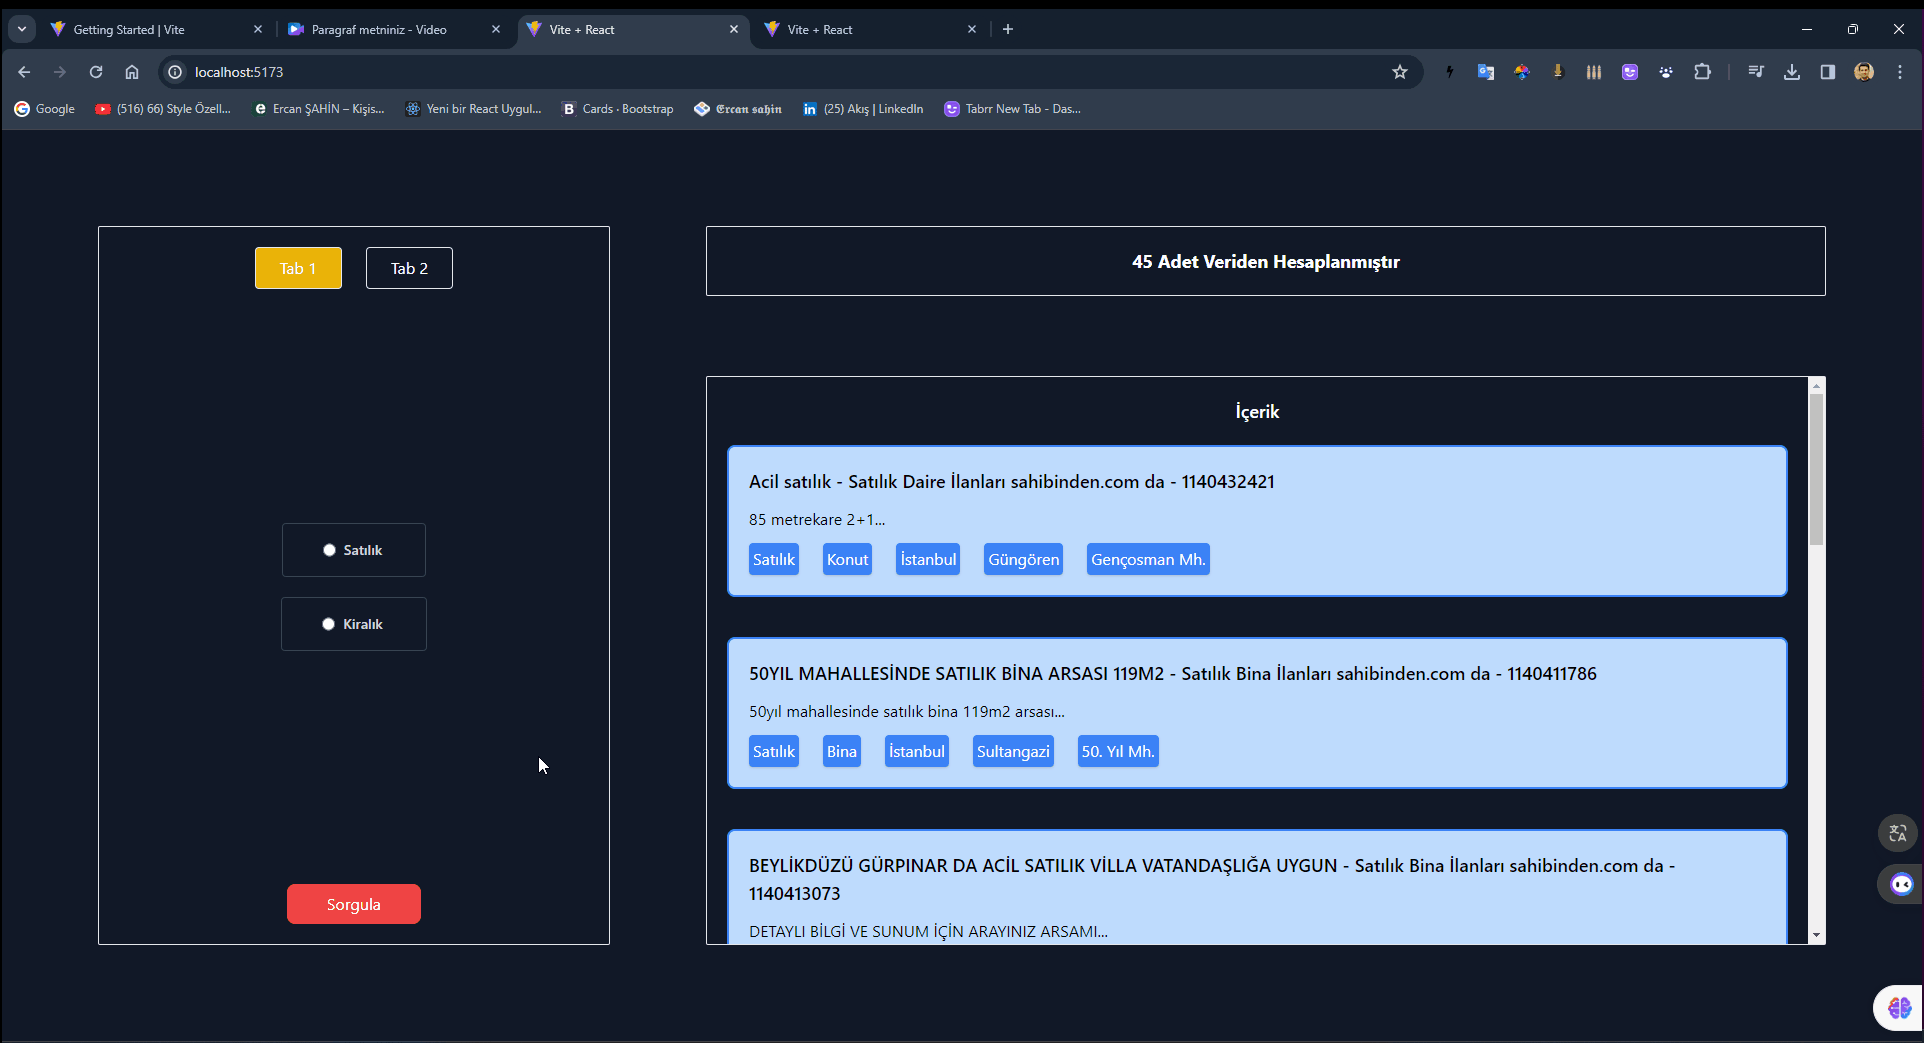 Getting Started | Vite
Paragraf metniniz - Video
Vite + React
Vite + React
localhost:5173
Google
(516) 66) Style Özell...
Ercan ŞAHİN – Kişis...
Yeni bir React Uygul...
Cards · Bootstrap
Ercan sahin
(25) Akış | LinkedIn
Tabrr New Tab - Das...
Tab 1
Tab 2
Satılık
Kiralık
Sorgula
45 Adet Veriden Hesaplanmıştır
İçerik
Acil satılık - Satılık Daire İlanları sahibinden.com da - 1140432421
85 metrekare 2+1...
Satılık Konut İstanbul Güngören Gençosman Mh.
50YIL MAHALLESİNDE SATILIK BİNA ARSASI 119M2 - Satılık Bina İlanları sahibinden.com da - 1140411786
50yıl mahallesinde satılık bina 119m2 arsası...
Satılık Bina İstanbul Sultangazi 50. Yıl Mh.
BEYLİKDÜZÜ GÜRPINAR DA ACİL SATILIK VİLLA VATANDAŞLIĞA UYGUN - Satılık Bina İlanları sahibinden.com da -
1140413073
DETAYLI BİLGİ VE SUNUM İÇİN ARAYINIZ ARSAMI...